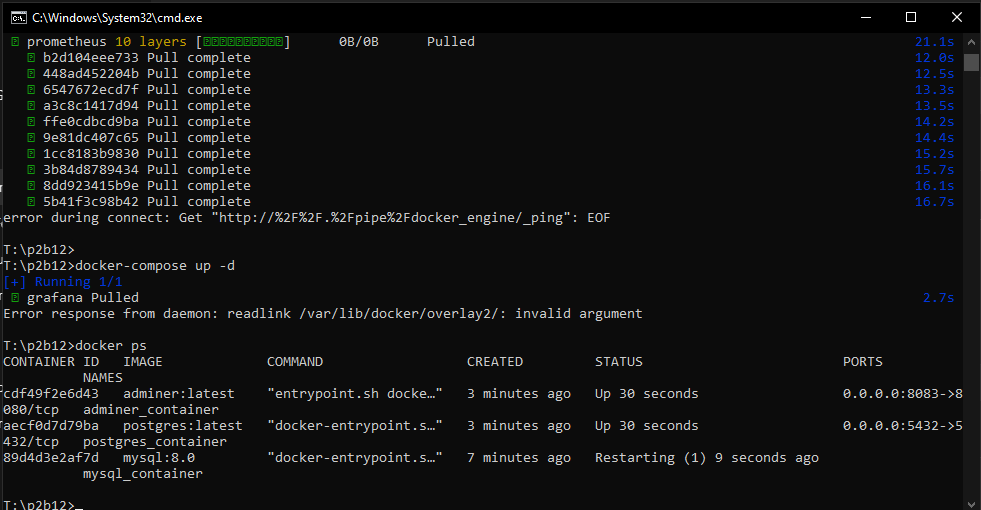 C:\Windows\System32\cmd.exe
prometheus 10 layers [⣿⣿⣿⣿⣿⣿⣿⣿⣿⣿] 0B/0B Pulled 21.1s
b2d104eee733 Pull complete 12.0s
448ad452204b Pull complete 12.5s
6547672ecd7f Pull complete 13.3s
a3c8c1417d94 Pull complete 13.5s
ffe0cdbcd9ba Pull complete 14.2s
9e81dc407c65 Pull complete 14.4s
1cc8183b9830 Pull complete 15.2s
3b84d8789434 Pull complete 15.7s
8dd923415b9e Pull complete 16.1s
5b41f3c98b42 Pull complete 16.7s
error during connect: Get "http://%2F%2F.%2Fpipe%2Fdocker_engine/_ping": EOF
T:\p2b12>
T:\p2b12>docker-compose up -d
[+] Running 1/1
grafana Pulled 2.7s
Error response from daemon: readlink /var/lib/docker/overlay2/: invalid argument
T:\p2b12>docker ps
CONTAINER ID IMAGE COMMAND CREATED STATUS PORTS
NAMES
cdf49f2e6d43 adminer:latest "entrypoint.sh docke…" 3 minutes ago Up 30 seconds 0.0.0.0:8083->8
080/tcp adminer_container
aecf0d7d79ba postgres:latest "docker-entrypoint.s…" 3 minutes ago Up 30 seconds 0.0.0.0:5432->5
432/tcp postgres_container
89d4d3e2af7d mysql:8.0 "docker-entrypoint.s…" 7 minutes ago Restarting (1) 9 seconds ago
mysql_container
T:\p2b12>